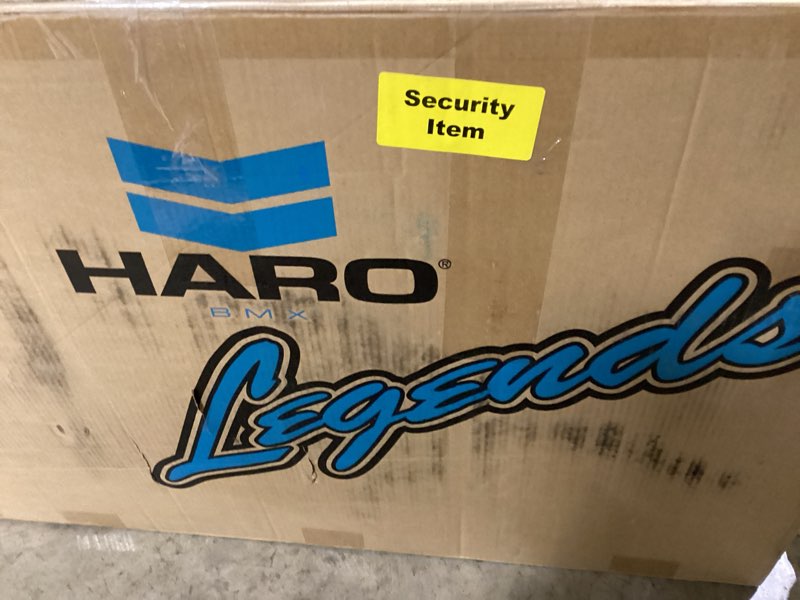 Security
Item
HARO®
BMX
Legends